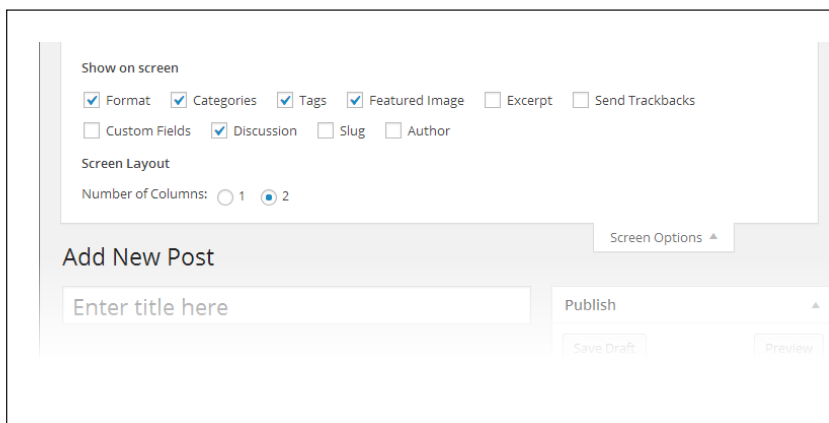 Show on screen
Format Categories Tags Featured Image Excerpt Send Trackbacks
Custom Fields Discussion Slug Author
Screen Layout
Number of Columns: 1 2
Screen Options
Add New Post
Enter title here
Publish
Save Draft Preview